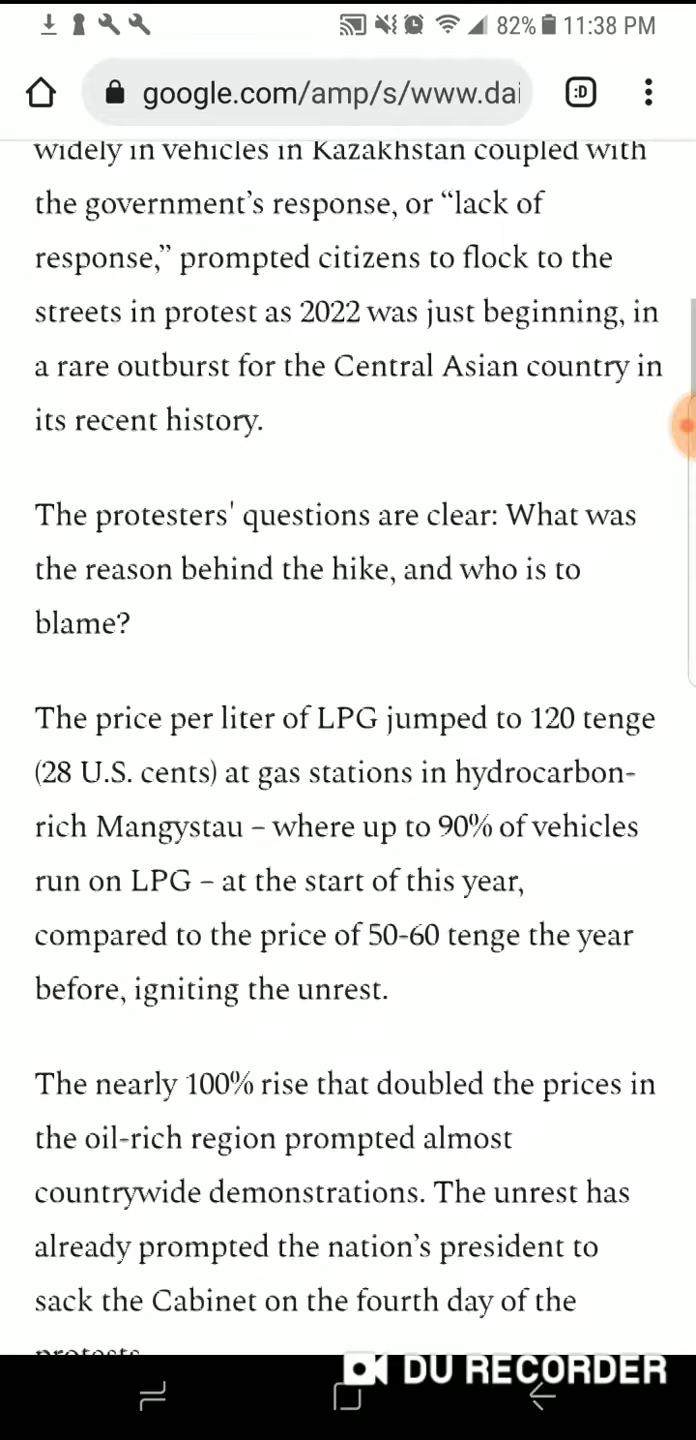 82% 11:38 PM
google.com/amp/s/www.dai
:D
widely in vehicles in Kazakhstan coupled with
the government’s response, or “lack of
response,” prompted citizens to flock to the
streets in protest as 2022 was just beginning, in
a rare outburst for the Central Asian country in
its recent history.
The protesters' questions are clear: What was
the reason behind the hike, and who is to
blame?
The price per liter of LPG jumped to 120 tenge
(28 U.S. cents) at gas stations in hydrocarbon-
rich Mangystau – where up to 90% of vehicles
run on LPG – at the start of this year,
compared to the price of 50-60 tenge the year
before, igniting the unrest.
The nearly 100% rise that doubled the prices in
the oil-rich region prompted almost
countrywide demonstrations. The unrest has
already prompted the nation’s president to
sack the Cabinet on the fourth day of the
protests
DU RECORDER